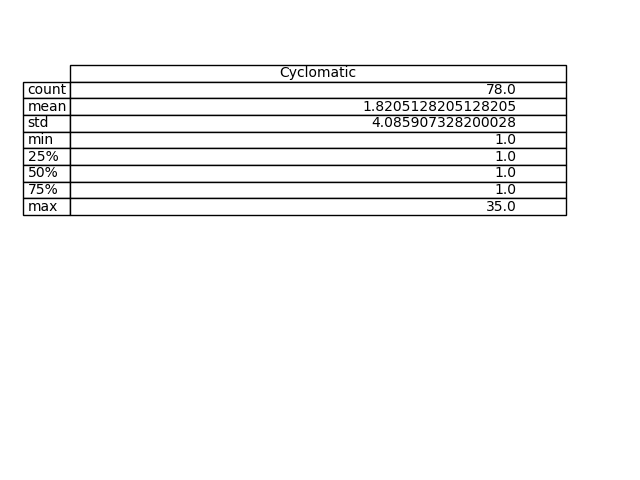 Cyclomatic
count 78.0
mean 1.8205128205128205
std 4.085907328200028
min 1.0
25% 1.0
50% 1.0
75% 1.0
max 35.0